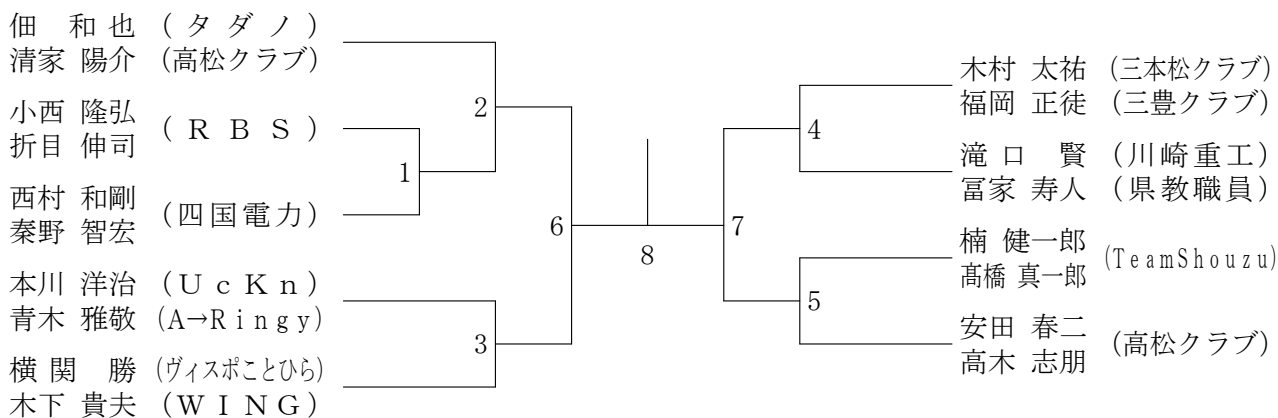 佃 和也 (タダノ)
清家 陽介 (高松クラブ)
小西 隆弘
折目 伸司
(RBS)
西村 和剛
秦野 智宏
(四国電力)
本川 洋治 (UcKn)
青木 雅敬 (A→Ringy)
横関 勝 (ヴィスポことひら)
木下 貴夫 (WING)
1
2
3
6
8
7
4
5
木村 太祐 (三本松クラブ)
福岡 正徒 (三豊クラブ)
滝口 賢 (川崎重工)
冨家 寿人 (県教職員)
楠 健一郎
髙橋 真一郎
(TeamShouzu)
安田 春二
高木 志朋
(高松クラブ)